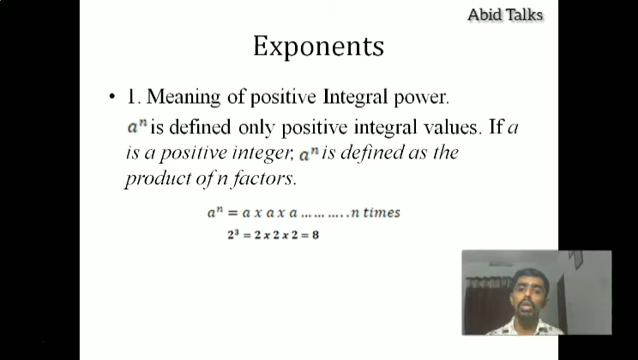 Abid Talks
Exponents
• 1. Meaning of positive Integral power.
aⁿ is defined only positive integral values. If a
is a positive integer, aⁿ is defined as the
product of n factors.
aⁿ = a x a x a ... ... ... ..n times
2³ = 2 x 2 x 2 = 8